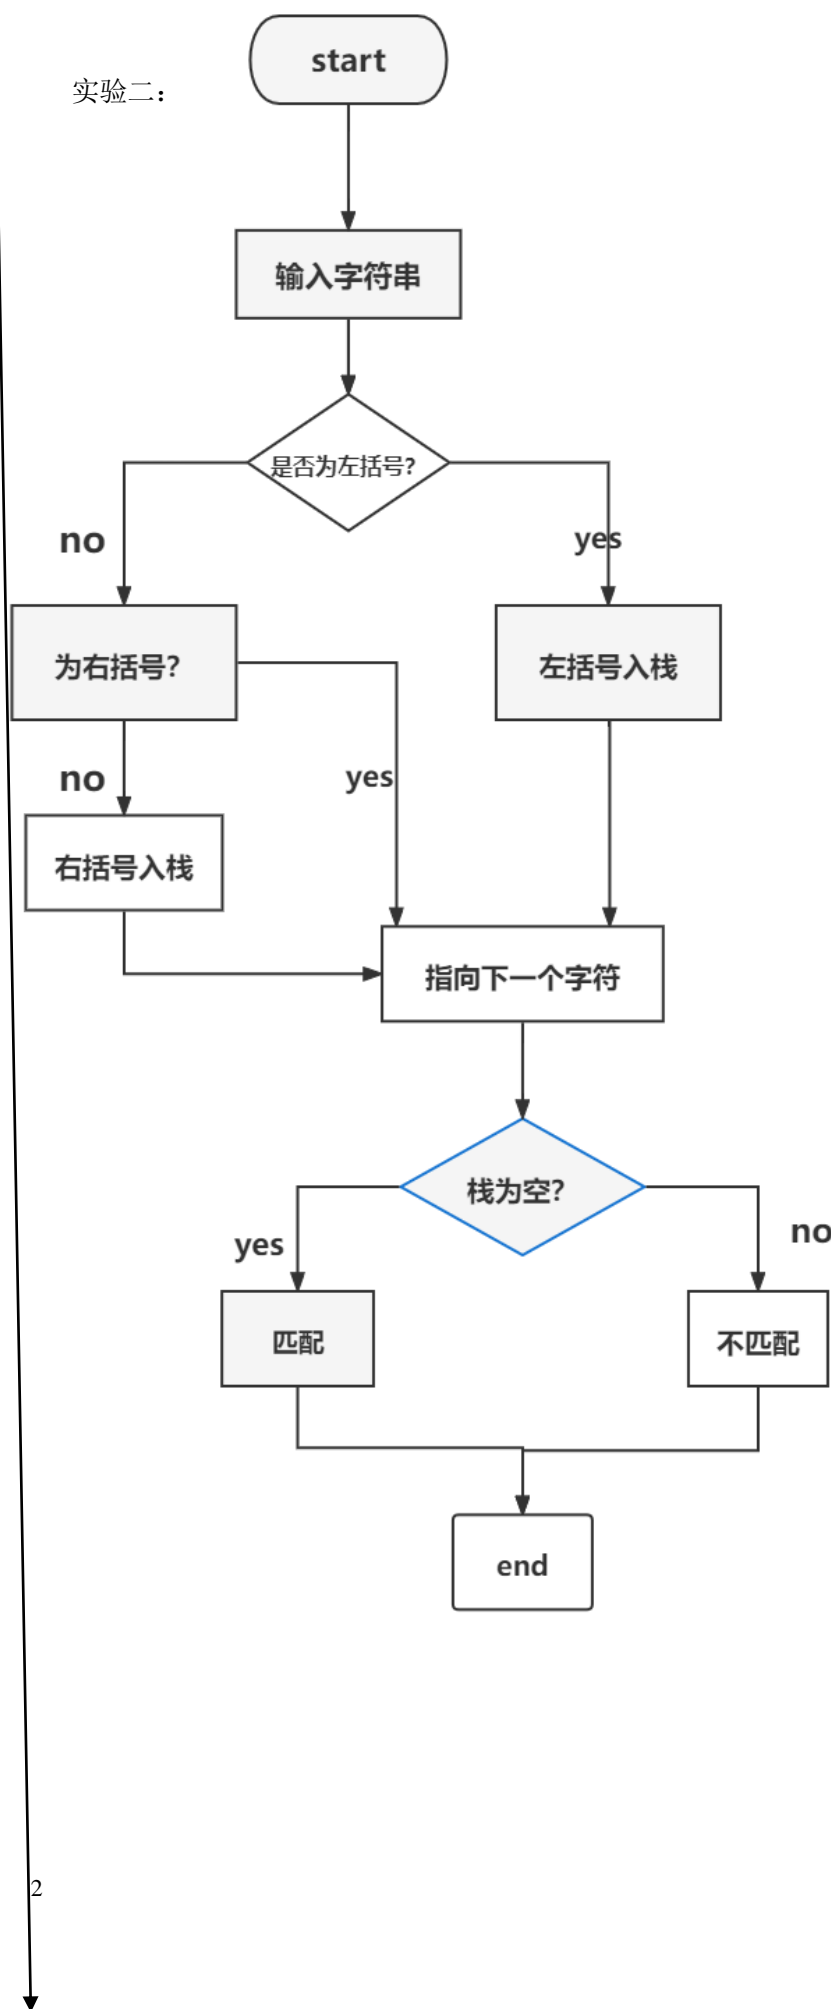 start
实验二：
输入字符串
是否为左括号?
no
yes
为右括号?
左括号入栈
no
yes
右括号入栈
指向下一个字符
栈为空?
yes
no
匹配
不匹配
end
2